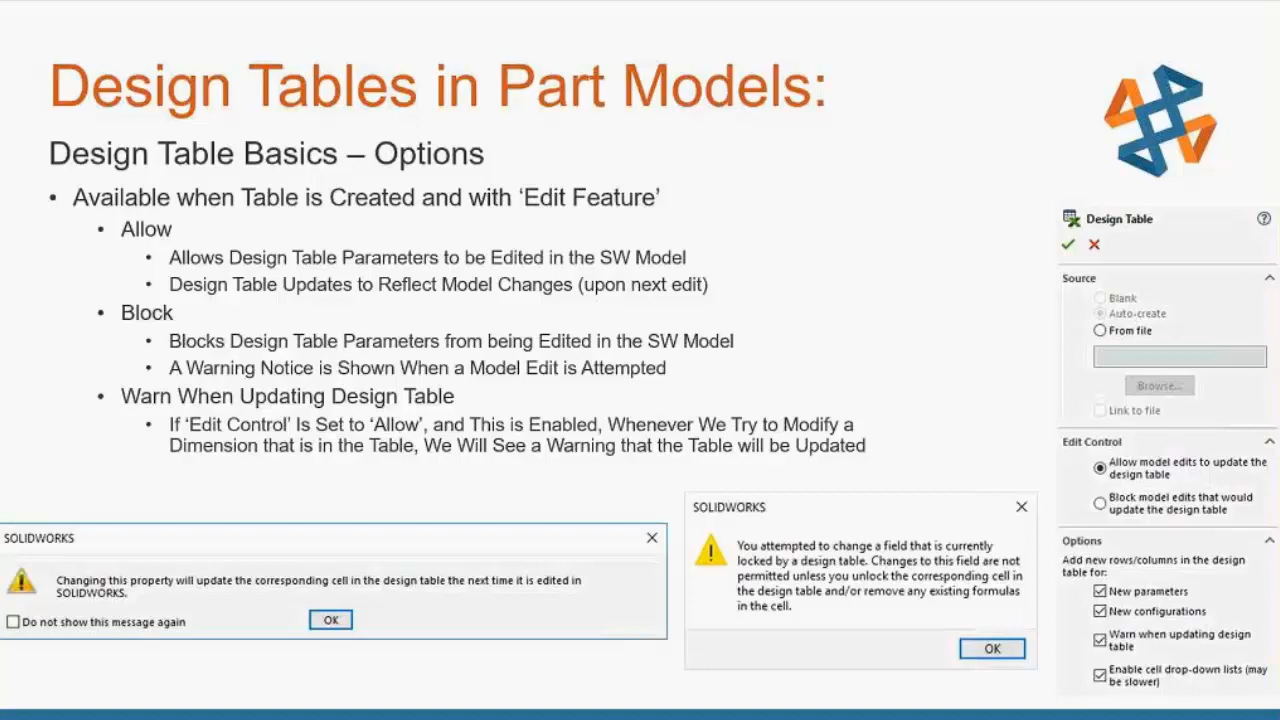 Design Tables in Part Models:
Design Table Basics – Options
• Available when Table is Created and with ‘Edit Feature’
• Allow
• Allows Design Table Parameters to be Edited in the SW Model
• Design Table Updates to Reflect Model Changes (upon next edit)
• Block
• Blocks Design Table Parameters from being Edited in the SW Model
• A Warning Notice is Shown When a Model Edit is Attempted
• Warn When Updating Design Table
• If ‘Edit Control’ Is Set to ‘Allow’, and This is Enabled, Whenever We Try to Modify a
Dimension that is in the Table, We Will See a Warning that the Table will be Updated
SOLIDWORKS
Changing this property will update the corresponding cell in the design table the next time it is edited in
SOLIDWORKS.
Do not show this message again
OK
SOLIDWORKS
You attempted to change a field that is currently
locked by a design table. Changes to this field are not
permitted unless you unlock the corresponding cell in
the design table and/or remove any existing formulas
in the cell.
OK
Design Table
Source
Blank
Auto-create
From file
Browse...
Link to file
Edit Control
Allow model edits to update the
design table
Block model edits that would
update the design table
Options
Add new rows/columns in the design
table for:
New parameters
New configurations
Warn when updating design
table
Enable cell drop-down lists (may
be slower)